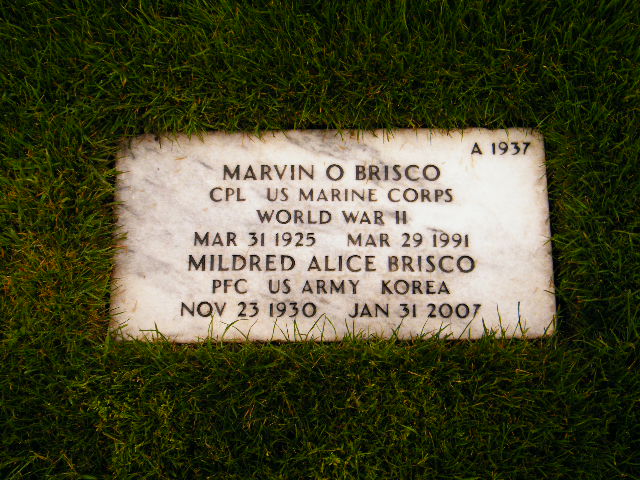 A 1937
MARVIN O BRISCO
CPL US MARINE CORPS
WORLD WAR II
MAR 31 1925 MAR 29 1991
MILDRED ALICE BRISCO
PFC US ARMY KOREA
NOV 23 1930 JAN 31 2007